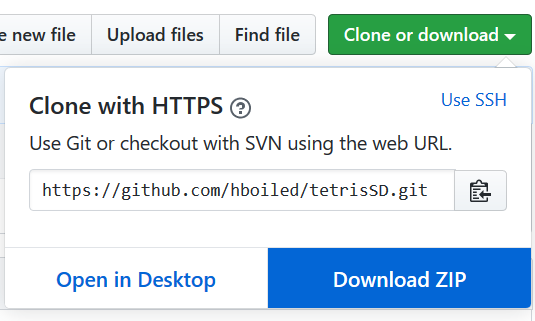 e new file
Upload files
Find file
Clone or download
Clone with HTTPS ?
Use SSH
Use Git or checkout with SVN using the web URL.
https://github.com/hboiled/tetrisSD.git
Open in Desktop
Download ZIP